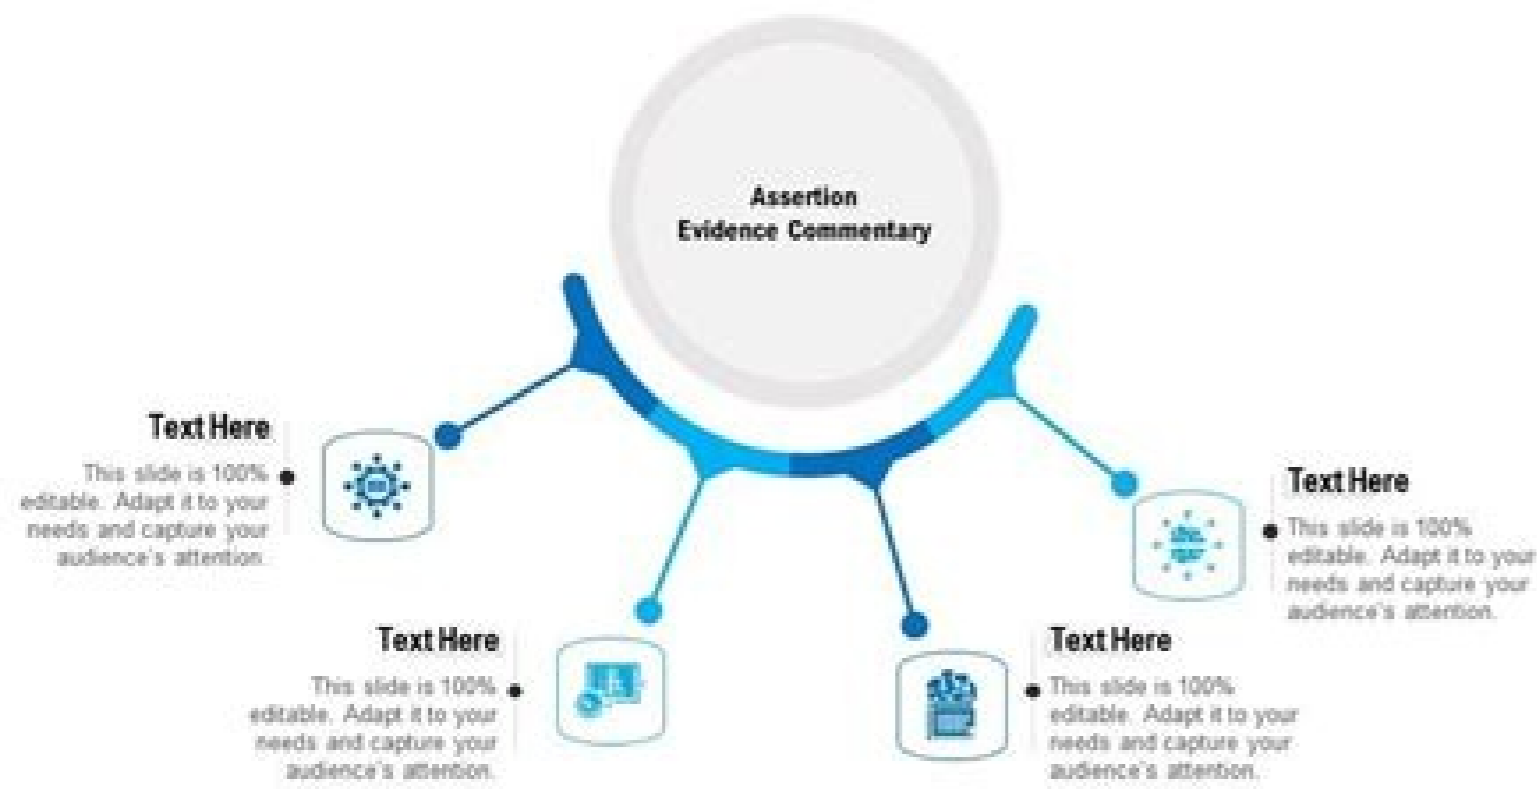 Assertion
Evidence Commentary
Text Here
This slide is 100%
editable. Adapt it to your
needs and capture your
audience's attention.
Text Here
This slide is 100%
editable. Adapt it to your
needs and capture your
audience's attention.
Text Here
This slide is 100%
editable. Adapt it to your
needs and capture your
audience's attention.
Text Here
This slide is 100%
editable. Adapt it to your
needs and capture your
audience's attention.